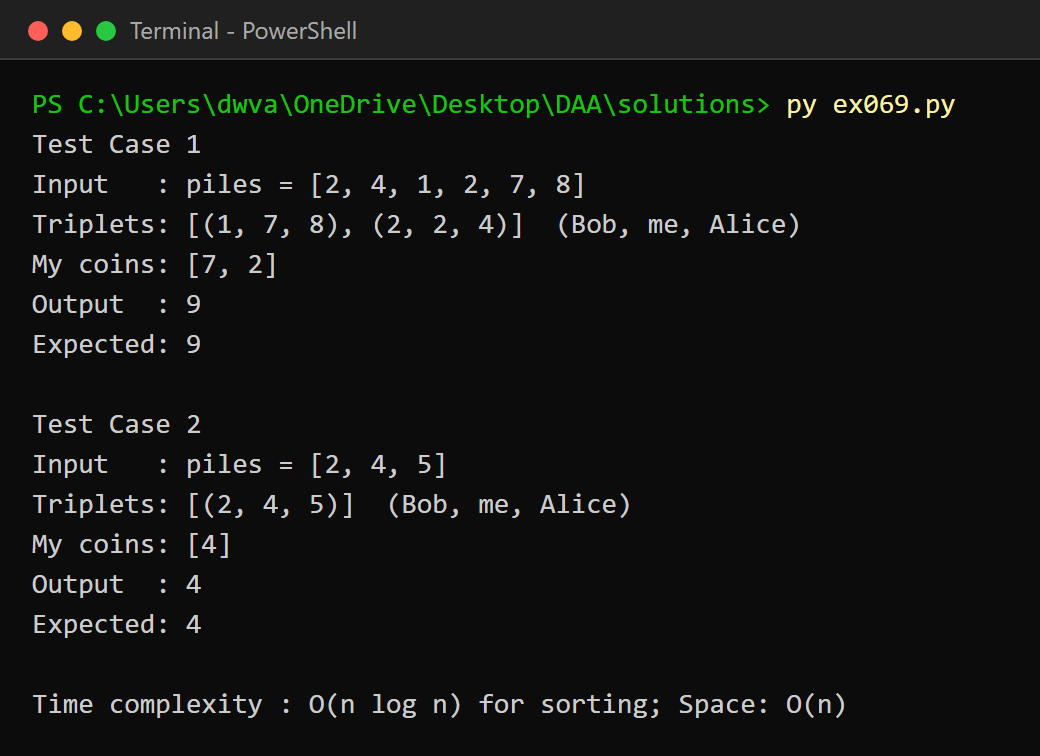 Terminal - PowerShell
PS C:\Users\dwva\OneDrive\Desktop\DAA\solutions> py ex069.py
Test Case 1
Input   : piles = [2, 4, 1, 2, 7, 8]
Triplets: [(1, 7, 8), (2, 2, 4)]  (Bob, me, Alice)
My coins: [7, 2]
Output  : 9
Expected: 9

Test Case 2
Input   : piles = [2, 4, 5]
Triplets: [(2, 4, 5)]  (Bob, me, Alice)
My coins: [4]
Output  : 4
Expected: 4

Time complexity : O(n log n) for sorting; Space: O(n)